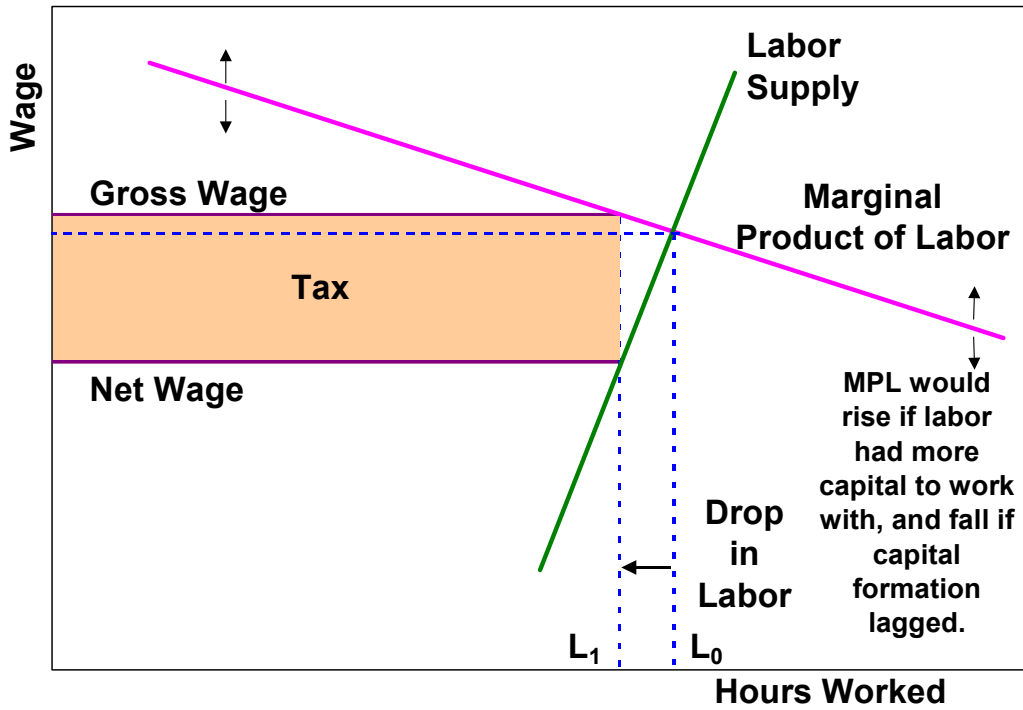 Wage
Labor
Supply
Gross Wage
Marginal
Product of Labor
Tax
Net Wage
MPL would
rise if labor
had more
capital to work
with, and fall if
capital
formation
lagged.
Drop
in
Labor
L₁
L₀
Hours Worked